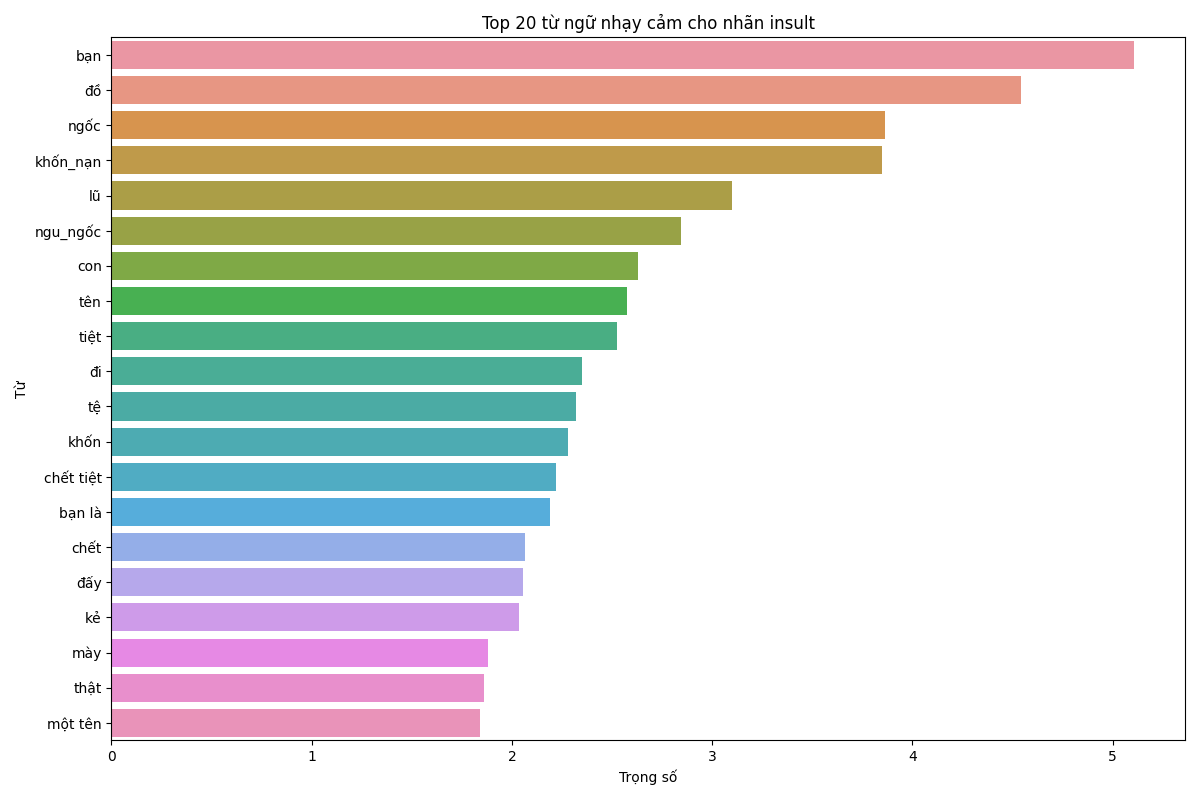 Top 20 từ ngữ nhạy cảm cho nhãn insult
bạn
đồ
ngốc
khốn_nạn
lũ
ngu_ngốc
con
tên
tiệt
đi
tệ
khốn
chết tiệt
bạn là
chết
đấy
kẻ
mày
thật
một tên
Từ
0 1 2 3 4 5
Trọng số